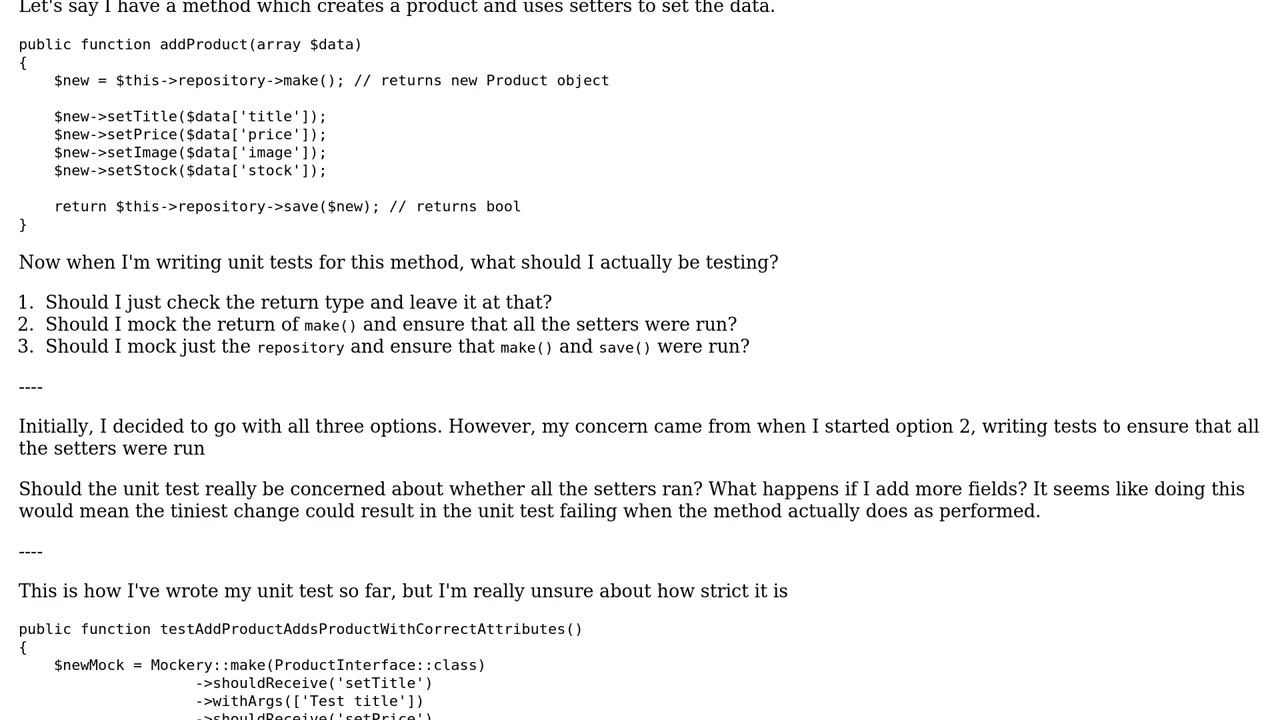 Let's say I have a method which creates a product and uses setters to set the data.
public function addProduct(array $data)
{
    $new = $this->repository->make(); // returns new Product object
    $new->setTitle($data['title']);
    $new->setPrice($data['price']);
    $new->setImage($data['image']);
    $new->setStock($data['stock']);
    return $this->repository->save($new); // returns bool
}
Now when I'm writing unit tests for this method, what should I actually be testing?
1. Should I just check the return type and leave it at that?
2. Should I mock the return of make() and ensure that all the setters were run?
3. Should I mock just the repository and ensure that make() and save() were run?
----
Initially, I decided to go with all three options. However, my concern came from when I started option 2, writing tests to ensure that all
the setters were run
Should the unit test really be concerned about whether all the setters ran? What happens if I add more fields? It seems like doing this
would mean the tiniest change could result in the unit test failing when the method actually does as performed.
----
This is how I've wrote my unit test so far, but I'm really unsure about how strict it is
public function testAddProductAddsProductWithCorrectAttributes()
{
    $newMock = Mockery::make(ProductInterface::class)
                    ->shouldReceive('setTitle')
                    ->withArgs(['Test title'])
                    ->shouldReceive('setPrice')